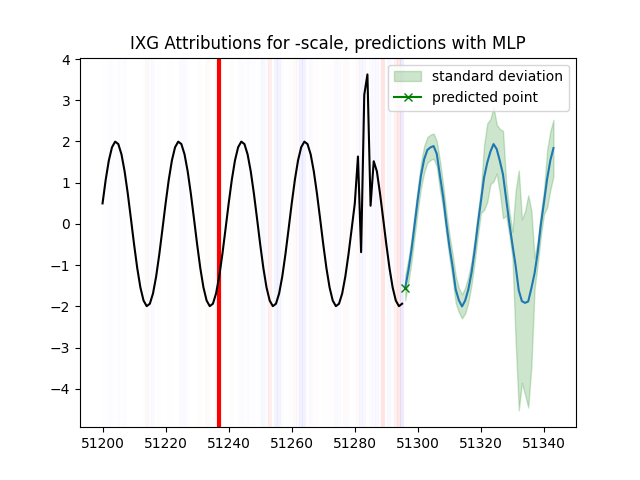 IXG Attributions for -scale, predictions with MLP
standard deviation
predicted point
4
3
2
1
0
−1
−2
−3
−4
51200 51220 51240 51260 51280 51300 51320 51340